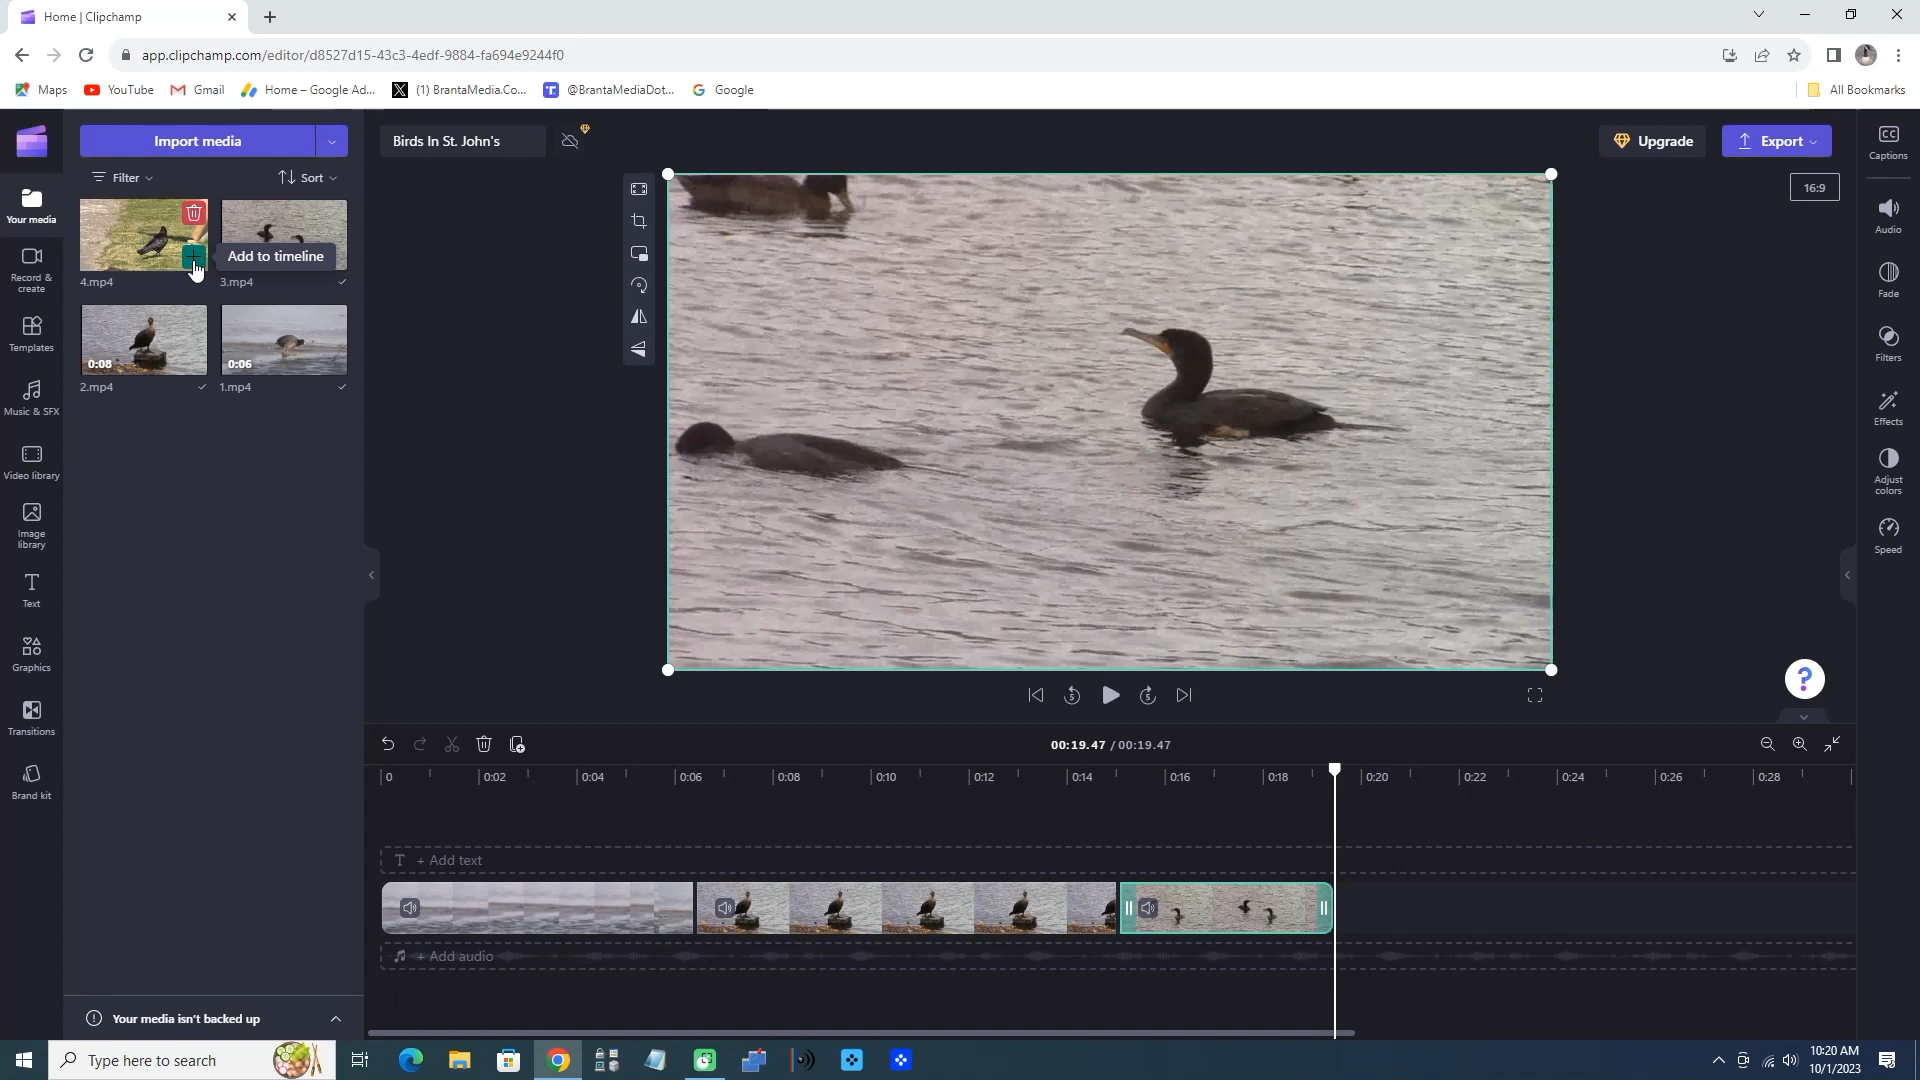 Home | Clipchamp
app.clipchamp.com/editor/d8527d15-43c3-4edf-9884-fa694e9244f0
Maps
YouTube
Gmail
Home – Google Ad...
(1) BrantaMedia.Co...
@BrantaMediaDot...
Google
All Bookmarks
Import media
Birds In St. John's
Upgrade
Export
Captions
Filter
Sort
16:9
Your media
Add to timeline
4.mp4
3.mp4
Record & create
Audio
Fade
Templates
0:08
0:06
2.mp4
1.mp4
Filters
Music & SFX
Effects
Video library
Adjust colors
Image library
Speed
Text
Graphics
5
5
?
Transitions
00:19.47 / 00:19.47
0
0:02
0:04
0:06
0:08
0:10
0:12
0:14
0:16
0:18
0:20
0:22
0:24
0:26
0:28
Brand kit
T + Add text
+ Add audio
Your media isn't backed up
Type here to search
10:20 AM
10/1/2023